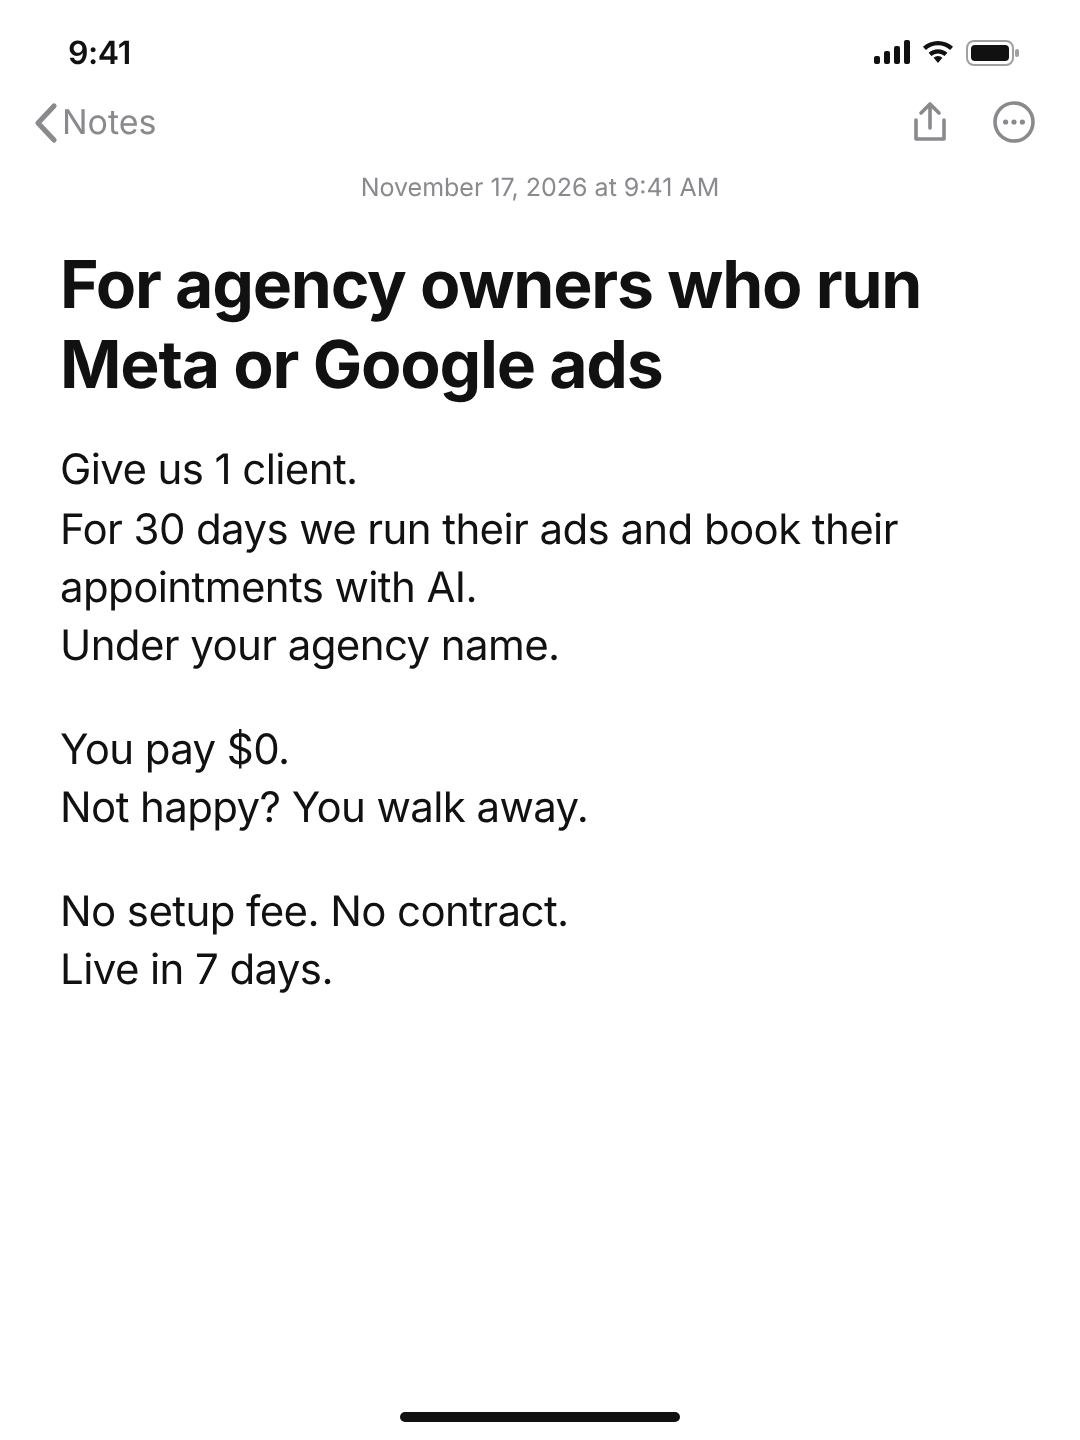 9:41
Notes
November 17, 2026 at 9:41 AM
For agency owners who run
Meta or Google ads
Give us 1 client.
For 30 days we run their ads and book their
appointments with AI.
Under your agency name.
You pay $0.
Not happy? You walk away.
No setup fee. No contract.
Live in 7 days.